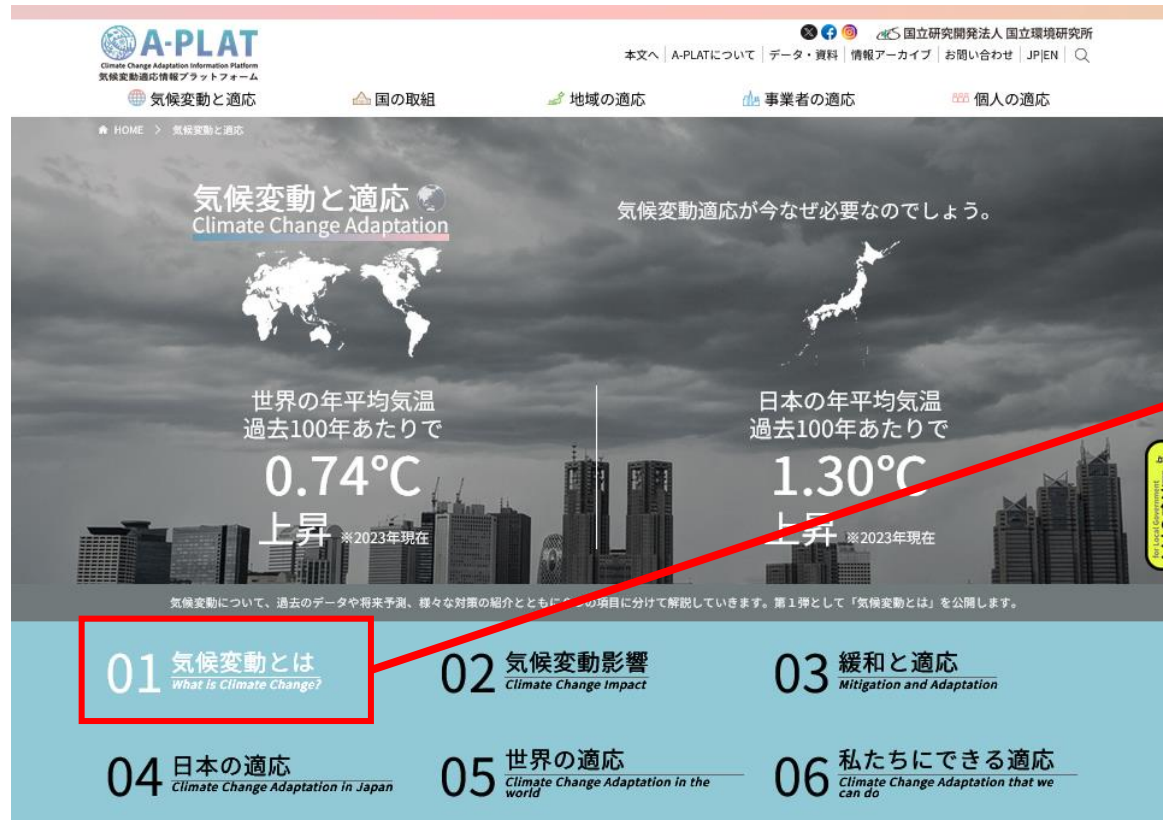 A-PLAT
Climate Change Adaptation Information Platform
気候変動適応情報プラットフォーム
国立研究開発法人 国立環境研究所
本文へ A-PLATについて データ・資料 情報アーカイブ お問い合わせ JP|EN
気候変動と適応 国の取組 地域の適応 事業者の適応 個人の適応
HOME > 気候変動と適応
気候変動と適応
Climate Change Adaptation
気候変動適応が今なぜ必要なのでしょう。
世界の年平均気温
過去100年あたりで
0.74℃
上昇 ※2023年現在
日本の年平均気温
過去100年あたりで
1.30℃
上昇 ※2023年現在
for Local Government
気候変動について、過去のデータや将来予測、様々な対策の紹介とともに の項目に分けて解説していきます。第1弾として「気候変動とは」を公開します。
01 気候変動とは
What is Climate Change?
02 気候変動影響
Climate Change Impact
03 緩和と適応
Mitigation and Adaptation
04 日本の適応
Climate Change Adaptation in Japan
05 世界の適応
Climate Change Adaptation in the
world
06 私たちにできる適応
Climate Change Adaptation that we
can do